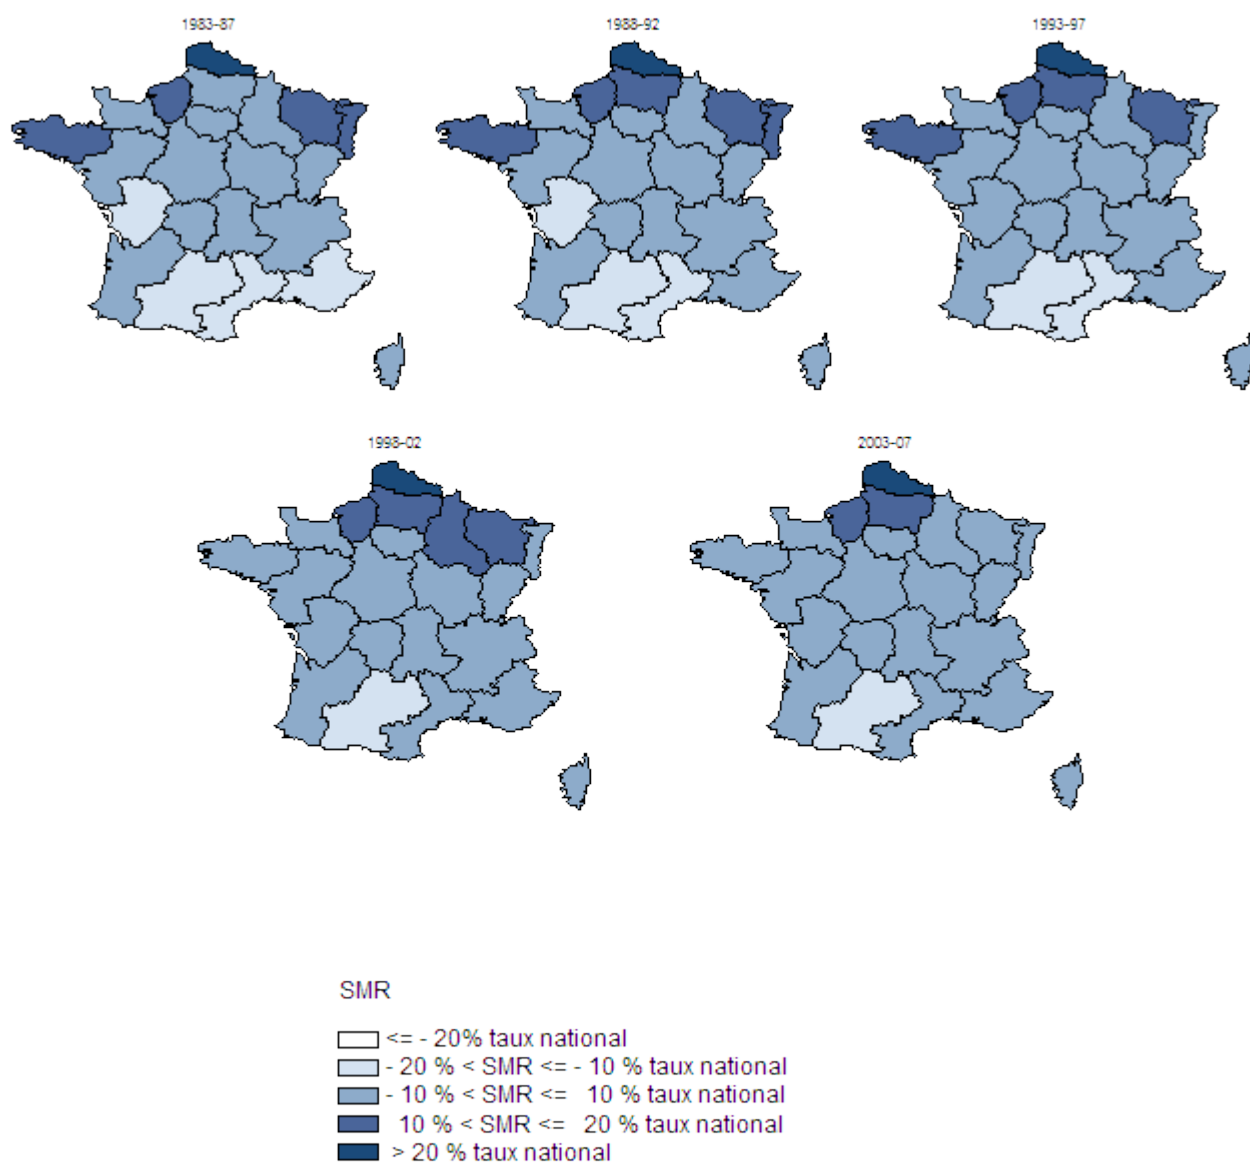 1983-87
1988-92
1993-97
1998-02
2003-07
SMR
<= - 20% taux national
- 20 % < SMR <= - 10 % taux national
- 10 % < SMR <= 10 % taux national
10 % < SMR <= 20 % taux national
> 20 % taux national